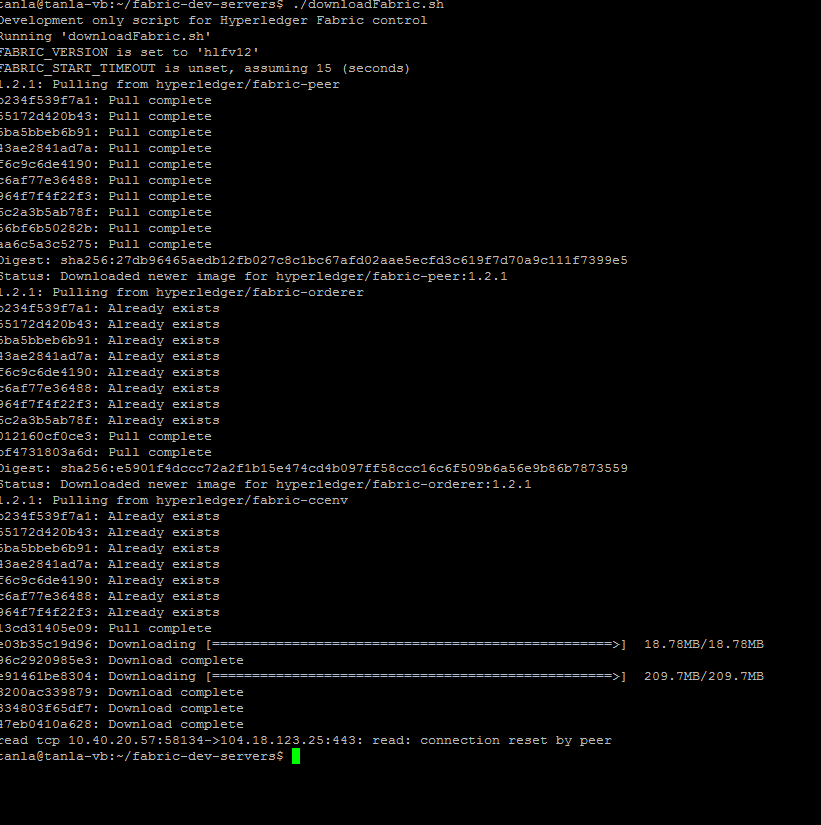 tanla@tanla-vb:~/fabric-dev-servers$ ./downloadFabric.sh
Development only script for Hyperledger Fabric control
Running 'downloadFabric.sh'
FABRIC_VERSION is set to 'hlfv12'
FABRIC_START_TIMEOUT is unset, assuming 15 (seconds)
1.2.1: Pulling from hyperledger/fabric-peer
b234f539f7a1: Pull complete
55172d420b43: Pull complete
5ba5bbeb6b91: Pull complete
43ae2841ad7a: Pull complete
f6c9c6de4190: Pull complete
c6af77e36488: Pull complete
964f7f4f22f3: Pull complete
5c2a3b5ab78f: Pull complete
56bf6b50282b: Pull complete
aa6c5a3c5275: Pull complete
Digest: sha256:27db96465aedb12fb027c8c1bc67afd02aae5ecfd3c619f7d70a9c111f7399e5
Status: Downloaded newer image for hyperledger/fabric-peer:1.2.1
1.2.1: Pulling from hyperledger/fabric-orderer
b234f539f7a1: Already exists
55172d420b43: Already exists
5ba5bbeb6b91: Already exists
43ae2841ad7a: Already exists
f6c9c6de4190: Already exists
c6af77e36488: Already exists
964f7f4f22f3: Already exists
5c2a3b5ab78f: Already exists
012160cf0ce3: Pull complete
bf4731803a6d: Pull complete
Digest: sha256:e5901f4dccc72a2f1b15e474cd4b097ff58ccc16c6f509b6a56e9b86b7873559
Status: Downloaded newer image for hyperledger/fabric-orderer:1.2.1
1.2.1: Pulling from hyperledger/fabric-ccenv
b234f539f7a1: Already exists
55172d420b43: Already exists
5ba5bbeb6b91: Already exists
43ae2841ad7a: Already exists
f6c9c6de4190: Already exists
c6af77e36488: Already exists
964f7f4f22f3: Already exists
13cd31405e09: Pull complete
e03b35c19d96: Downloading [==================================================>]  18.78MB/18.78MB
96c2920985e3: Download complete
e91461be8304: Downloading [==================================================>]  209.7MB/209.7MB
3200ac339879: Download complete
334803f65df7: Download complete
47eb0410a628: Download complete
read tcp 10.40.20.57:58134->104.18.123.25:443: read: connection reset by peer
tanla@tanla-vb:~/fabric-dev-servers$